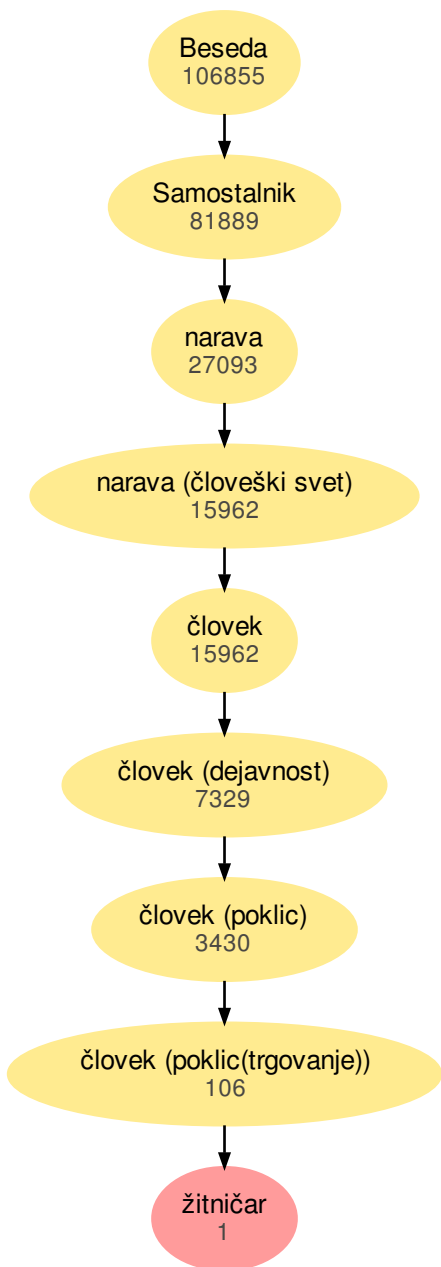 Beseda
106855
Samostalnik
81889
narava
27093
narava (človeški svet)
15962
človek
15962
človek (dejavnost)
7329
človek (poklic)
3430
človek (poklic(trgovanje))
106
žitničar
1